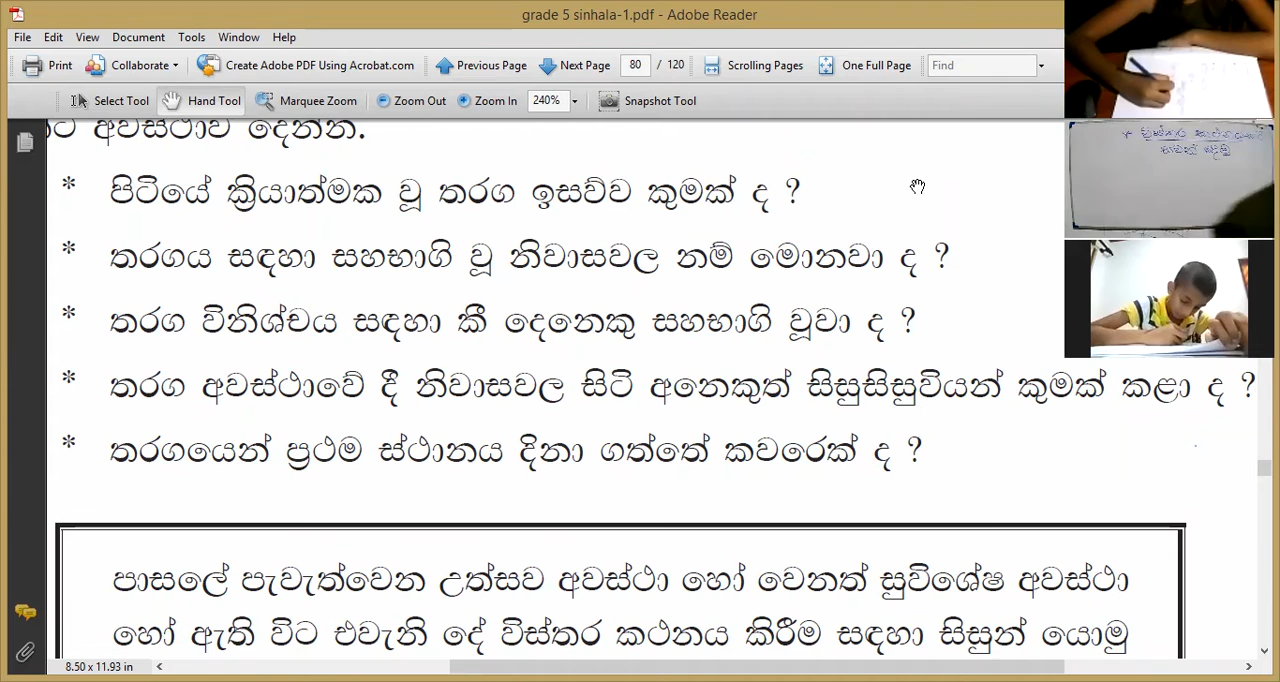 grade 5 sinhala-1.pdf - Adobe Reader
File Edit View Document Tools Window Help
Print Collaborate Create Adobe PDF Using Acrobat.com Previous Page Next Page 80 / 120 Scrolling Pages One Full Page Find
Select Tool Hand Tool Marquee Zoom Zoom Out Zoom In 240% Snapshot Tool
අවස්ථාව දෙන්න.
* පිටියේ ක්‍රියාත්මක වූ තරග ඉසව්ව කුමක් ද ?
* තරගය සඳහා සහභාගි වූ නිවාසවල නම් මොනවා ද ?
* තරග විනිශ්චය සඳහා කී දෙනෙකු සහභාගි වූවා ද ?
* තරග අවස්ථාවේ දී නිවාසවල සිටි අනෙකුත් සිසුසිසුවියන් කුමක් කළා ද ?
* තරගයෙන් ප්‍රථම ස්ථානය දිනා ගත්තේ කවරෙක් ද ?
පාසලේ පැවැත්වෙන උත්සව අවස්ථා හෝ වෙනත් සුවිශේෂ අවස්ථා
හෝ ඇති විට එවැනි දේ විස්තර කථනය කිරීම සඳහා සිසුන් යොමු
8.50 x 11.93 in